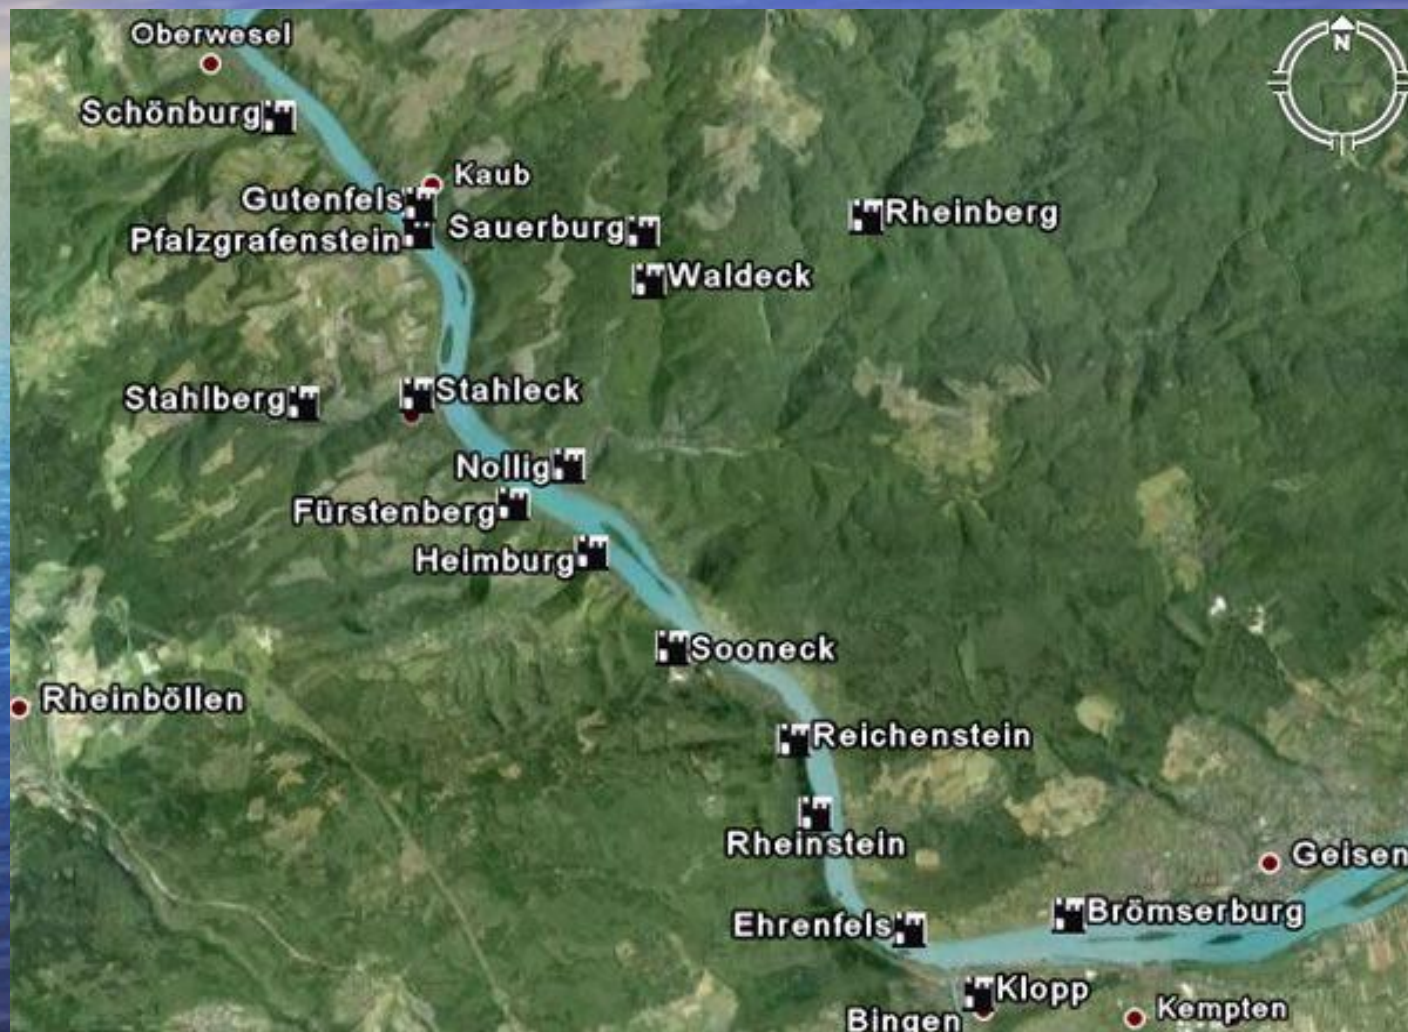 Oberwesel
N
Schönburg
Kaub
Gutenfels
Rheinberg
Sauerburg
Pfalzgrafenstein
Waldeck
Stahleck
Stahlberg
Nollig
Fürstenberg
Heimburg
Sooneck
Rheinböllen
Reichenstein
Rheinstein
Geisen
Brömserburg
Ehrenfels
Klopp
Kempten
Bingen